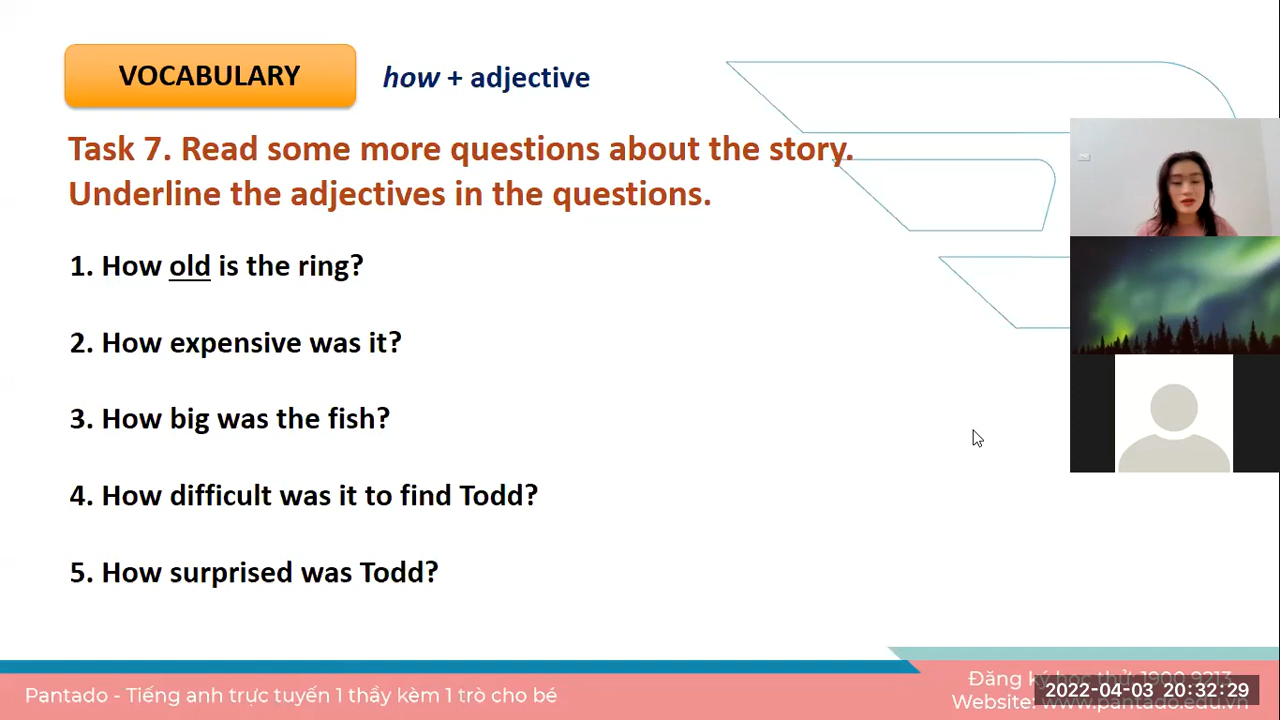 VOCABULARY
how + adjective
Task 7. Read some more questions about the story.
Underline the adjectives in the questions.
1. How old is the ring?
2. How expensive was it?
3. How big was the fish?
4. How difficult was it to find Todd?
5. How surprised was Todd?
Pantado - Tiếng anh trực tuyến 1 thầy kèm 1 trò cho bé
Đăng ký học thử: 1900 9213
Website: www.pantado.edu.vn
2022-04-03 20:32:29